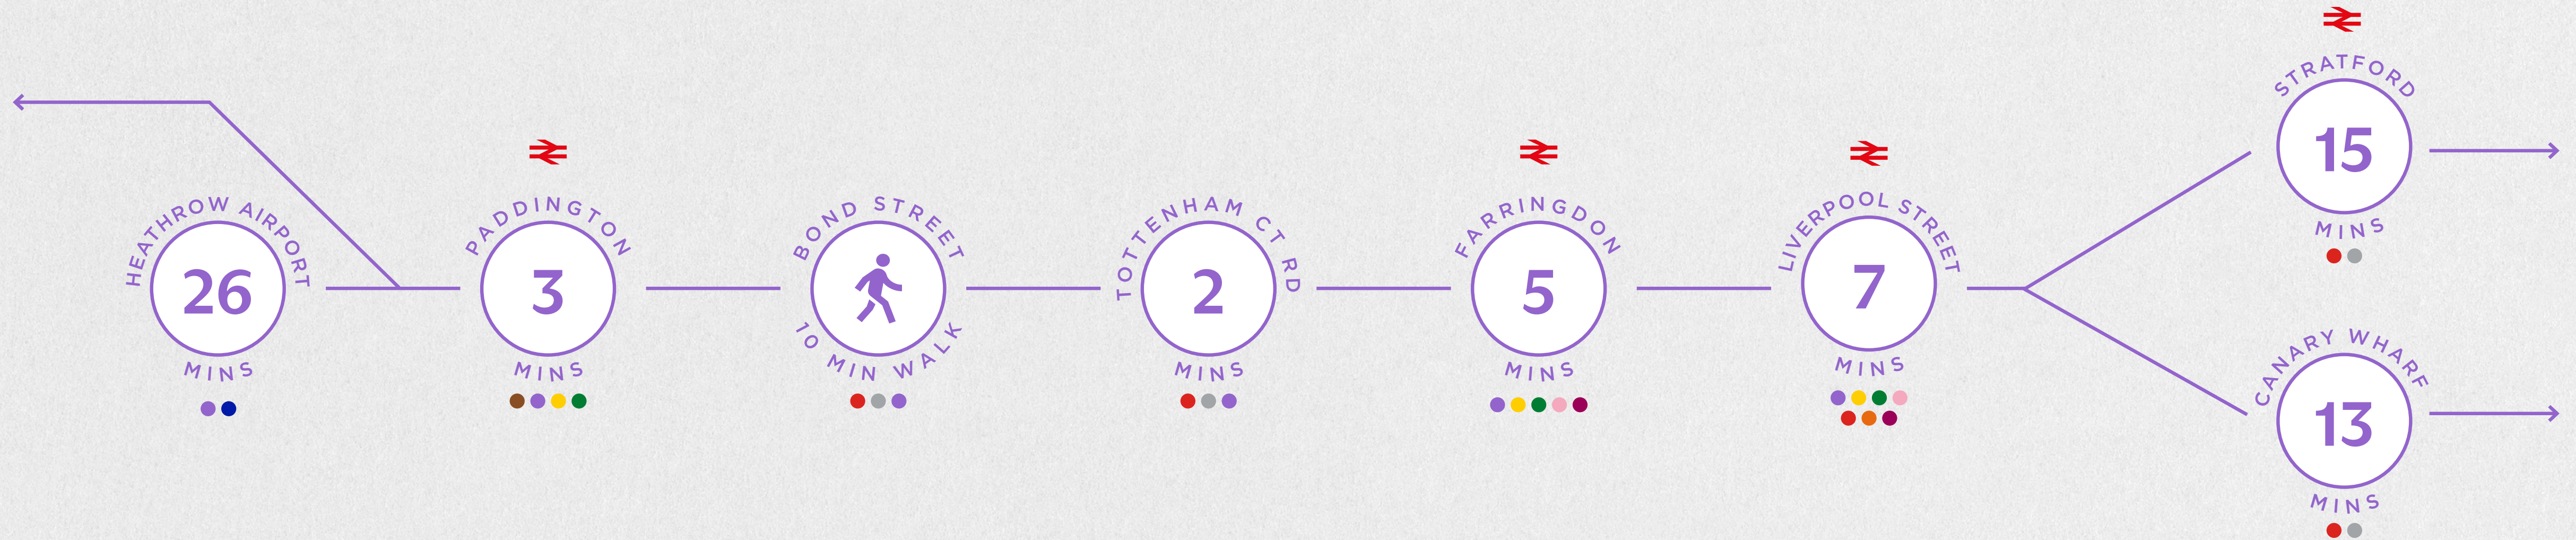 HEATHROW AIRPORT
26
MINS
PADDINGTON
3
MINS
BOND STREET
10 MIN WALK
TOTTENHAM CT RD
2
MINS
FARRINGDON
5
MINS
LIVERPOOL STREET
7
MINS
STRATFORD
15
MINS
CANARY WHARF
13
MINS